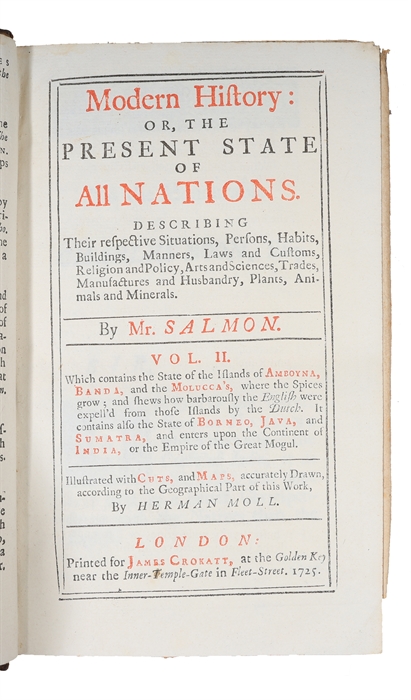 Modern Hiſtory:
OR, THE
PRESENT STATE
OF
All NATIONS.
DESCRIBING
Their reſpective Situations, Perſons, Habits,
Buildings, Manners, Laws and Cuſtoms,
Religion and Policy, Arts and Sciences, Trades,
Manufactures and Husbandry, Plants, Ani-
mals and Minerals.
By Mr. SALMON.
VOL. II.
Which contains the State of the Iſlands of AMBOYNA,
BANDA, and the MOLUCCA'S, where the Spices
grow; and ſhews how barbarouſly the Engliſh were
expell'd from thoſe Iſlands by the Dutch. It
contains alſo the State of BORNEO, JAVA, and
SUMATRA, and enters upon the Continent of
INDIA, or the Empire of the Great Mogul.
Illuſtrated with CUTS, and MAPS, accurately Drawn,
according to the Geographical Part of this Work,
By HERMAN MOLL.
LONDON:
Printed for JAMES CROKATT, at the Golden Key
near the Inner-Temple-Gate in Fleet-Street. 1725.